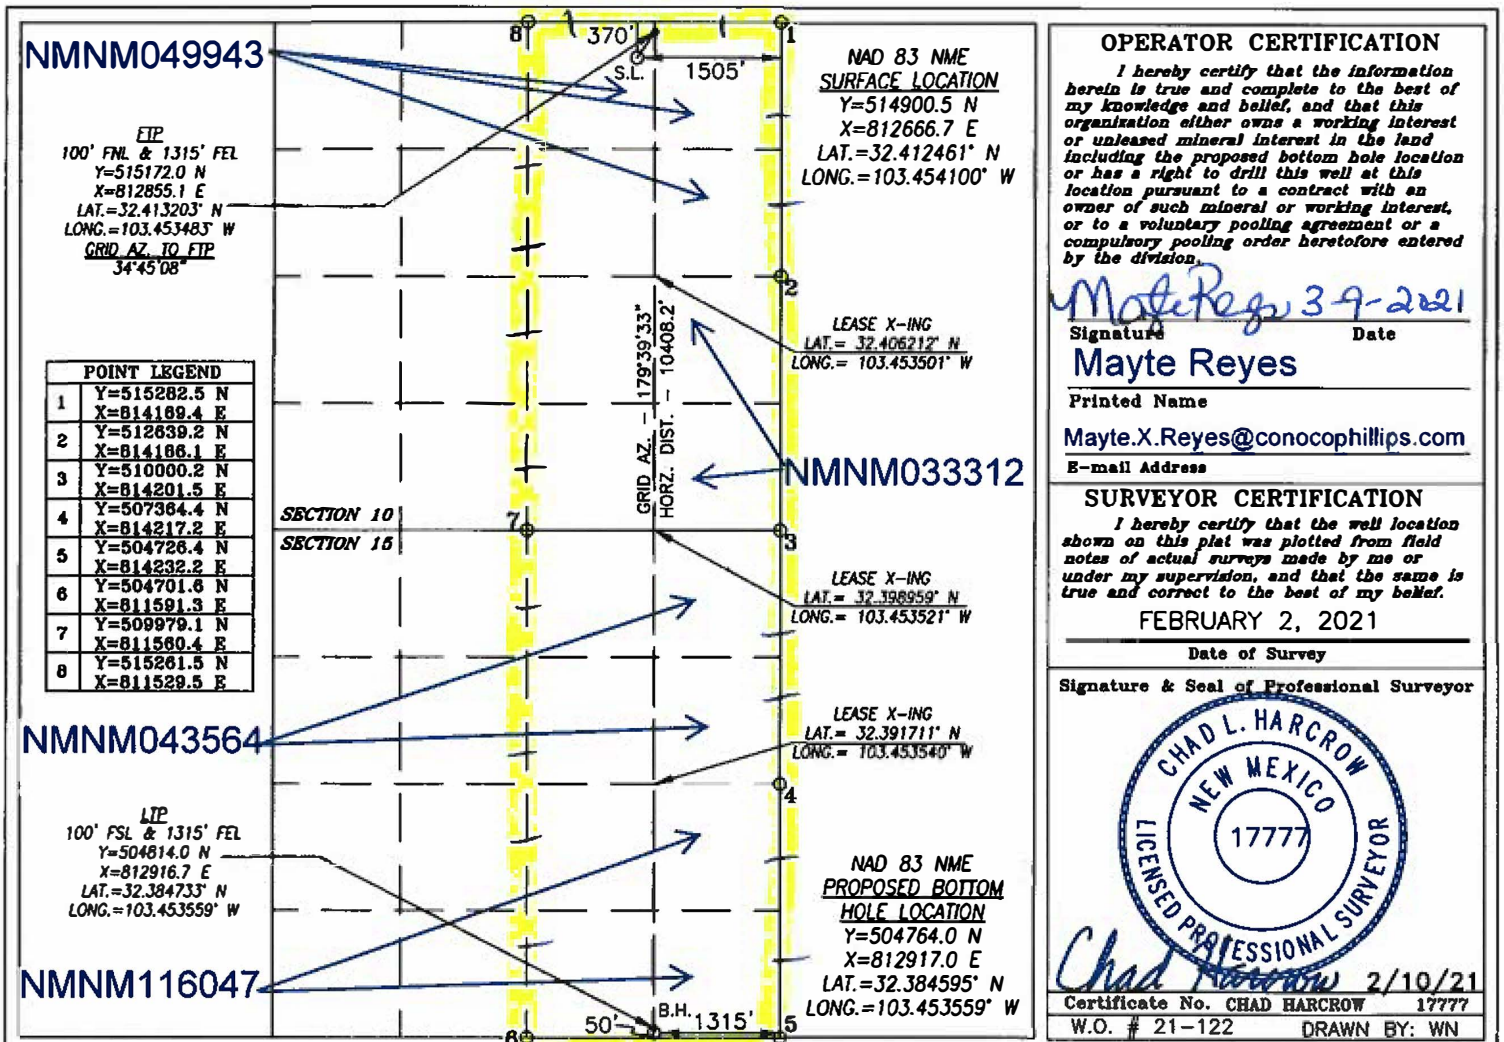 NMNM049943
FTP
100' FNL & 1315' FEL
Y=515172.0 N
X=812855.1 E
LAT.=32.413203° N
LONG.=103.453483° W
GRID AZ. TO FTP
34°45'08"
POINT LEGEND
1 Y=515282.5 N
X=814169.4 E
2 Y=512639.2 N
X=814186.1 E
3 Y=510000.2 N
X=814201.5 E
4 Y=507364.4 N
X=814217.2 E
5 Y=504726.4 N
X=814232.2 E
6 Y=504701.6 N
X=811591.3 E
7 Y=509979.1 N
X=811560.4 E
8 Y=515261.5 N
X=811529.5 E
NMNM043564
LTP
100' FSL & 1315' FEL
Y=504814.0 N
X=812916.7 E
LAT.=32.384733° N
LONG.=103.453559° W
NMNM116047
8
370'
1
S.L.
1505'
2
GRID AZ. - 179°39'33"
HORZ. DIST. - 10408.2'
SECTION 10
SECTION 15
7
3
4
B.H.
50'
1315'
6
5
NAD 83 NME
SURFACE LOCATION
Y=514900.5 N
X=812666.7 E
LAT.=32.412461° N
LONG.=103.454100° W
LEASE X-ING
LAT.= 32.406212° N
LONG.= 103.453501° W
NMNM033312
LEASE X-ING
LAT.= 32.398959° N
LONG.= 103.453521° W
LEASE X-ING
LAT.= 32.391711° N
LONG.= 103.453540° W
NAD 83 NME
PROPOSED BOTTOM
HOLE LOCATION
Y=504764.0 N
X=812917.0 E
LAT.=32.384595° N
LONG.=103.453559° W
OPERATOR CERTIFICATION
I hereby certify that the information
herein is true and complete to the best of
my knowledge and belief, and that this
organization either owns a working interest
or unleased mineral interest in the land
including the proposed bottom hole location
or has a right to drill this well at this
location pursuant to a contract with an
owner of such mineral or working interest,
or to a voluntary pooling agreement or a
compulsory pooling order heretofore entered
by the division.
Mayte Reyes 3-9-2021
Signature Date
Mayte Reyes
Printed Name
Mayte.X.Reyes@conocophillips.com
E-mail Address
SURVEYOR CERTIFICATION
I hereby certify that the well location
shown on this plat was plotted from field
notes of actual surveys made by me or
under my supervision, and that the same is
true and correct to the best of my belief.
FEBRUARY 2, 2021
Date of Survey
Signature & Seal of Professional Surveyor
CHAD L. HARCROW
NEW MEXICO
17777
LICENSED PROFESSIONAL SURVEYOR
Chad Harcrow 2/10/21
Certificate No. CHAD HARCROW 17777
W.O. # 21-122 DRAWN BY: WN